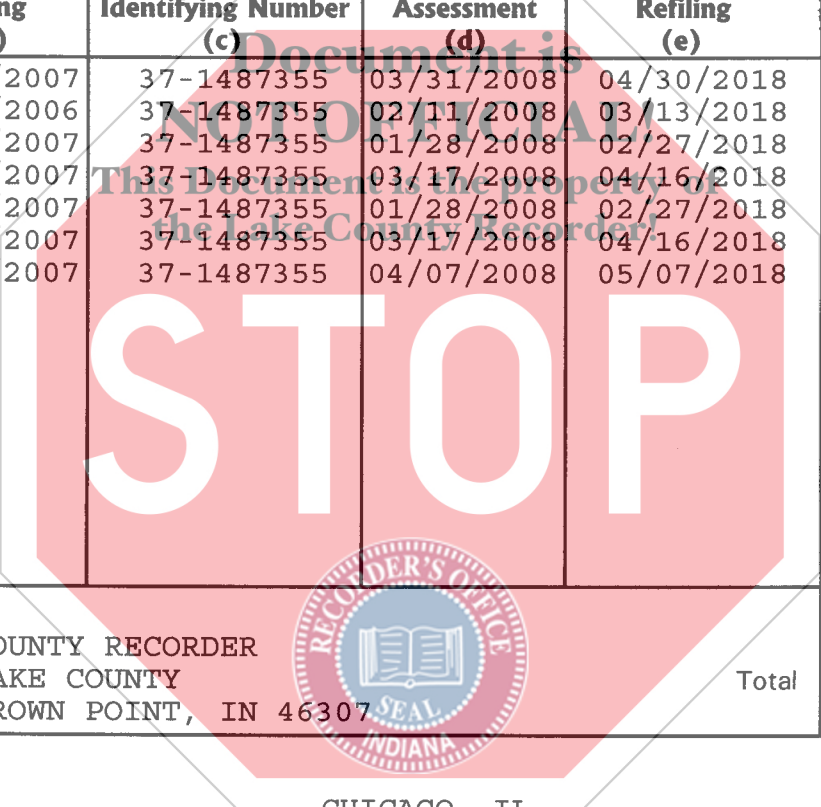 ng Identifying Number Assessment Refiling
) (c) (d) (e)
Document is
/2007 37-1487355 03/31/2008 04/30/2018
/2006 37-1487355 02/11/2008 03/13/2018
NOT OFFICIAL!
/2007 37-1487355 01/28/2008 02/27/2018
/2007 37-1487355 03/17/2008 04/16/2018
This Document is the property of
/2007 37-1487355 01/28/2008 02/27/2018
the Lake County Recorder!
/2007 37-1487355 03/17/2008 04/16/2018
/2007 37-1487355 04/07/2008 05/07/2018
STOP
RECORDER'S OFFICE
SEAL
INDIANA
OUNTY RECORDER
AKE COUNTY Total
ROWN POINT, IN 46307
CHICAGO, IL